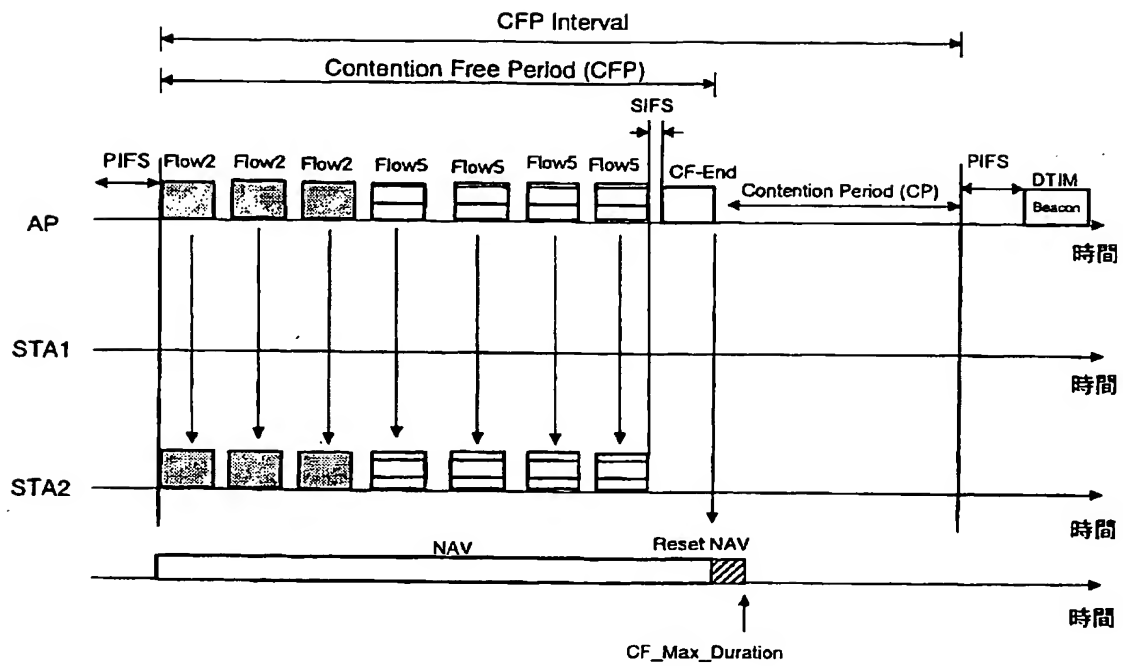 CFP Interval
Contention Free Period (CFP)
SIFS
PIFS
Flow2
Flow2
Flow2
Flow5
Flow5
Flow5
Flow5
CF-End
Contention Period (CP)
PIFS
DTIM
Beacon
AP
時間
STA1
時間
STA2
時間
NAV
Reset NAV
時間
CF_Max_Duration